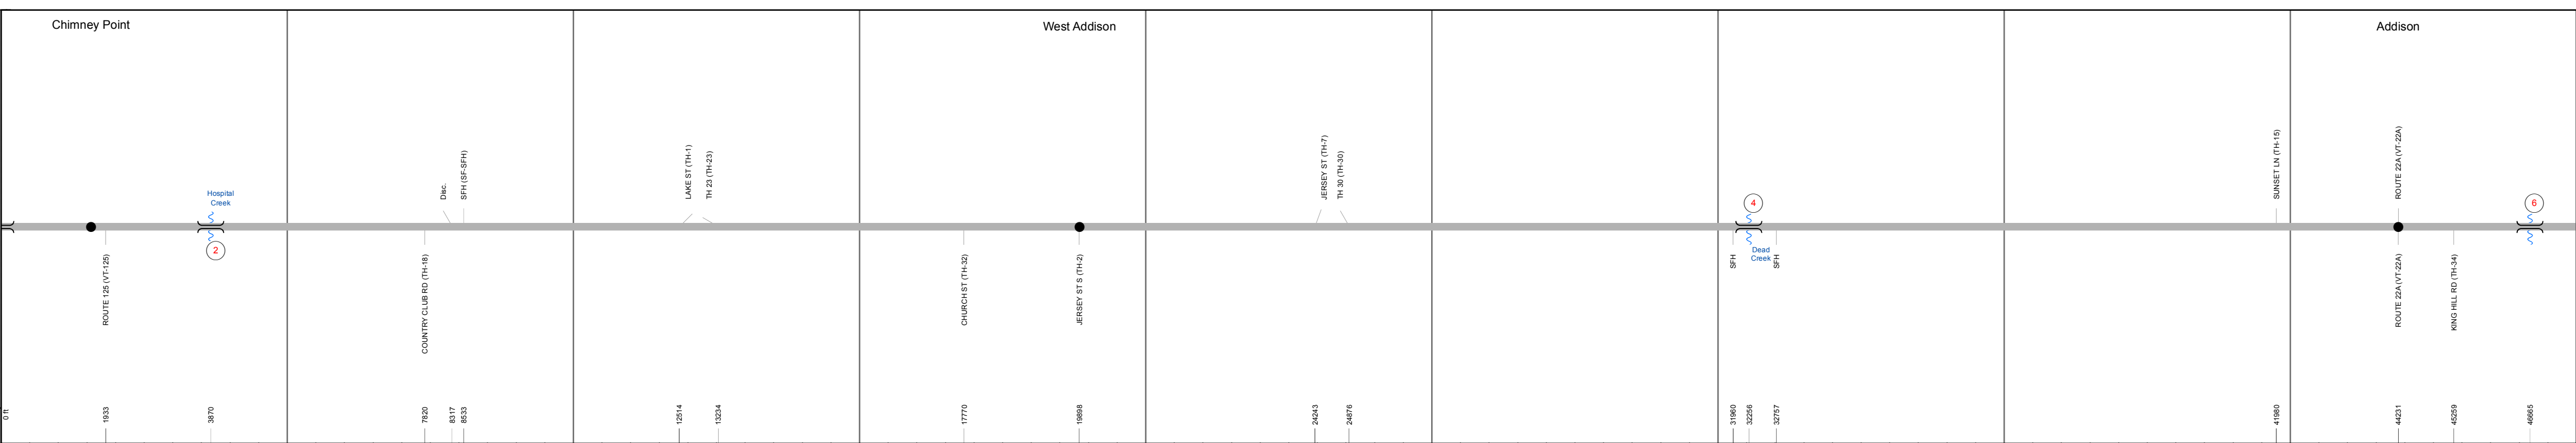 Chimney Point
West Addison
Addison
Disc.
SFH (SF-SFH)
LAKE ST (TH-1)
TH 23 (TH-23)
JERSEY ST (TH-7)
TH 30 (TH-30)
SUNSET LN (TH-15)
ROUTE 22A (VT-22A)
Hospital
Creek
4
6
2
Dead
Creek
ROUTE 125 (VT-125)
COUNTRY CLUB RD (TH-18)
CHURCH ST (TH-32)
JERSEY ST S (TH-2)
SFH
SFH
ROUTE 22A (VT-22A)
KING HILL RD (TH-34)
0 ft
1933
3870
7820
8317
8533
12514
13234
17770
19898
24243
24876
31960
32256
32757
41980
44231
45259
46665